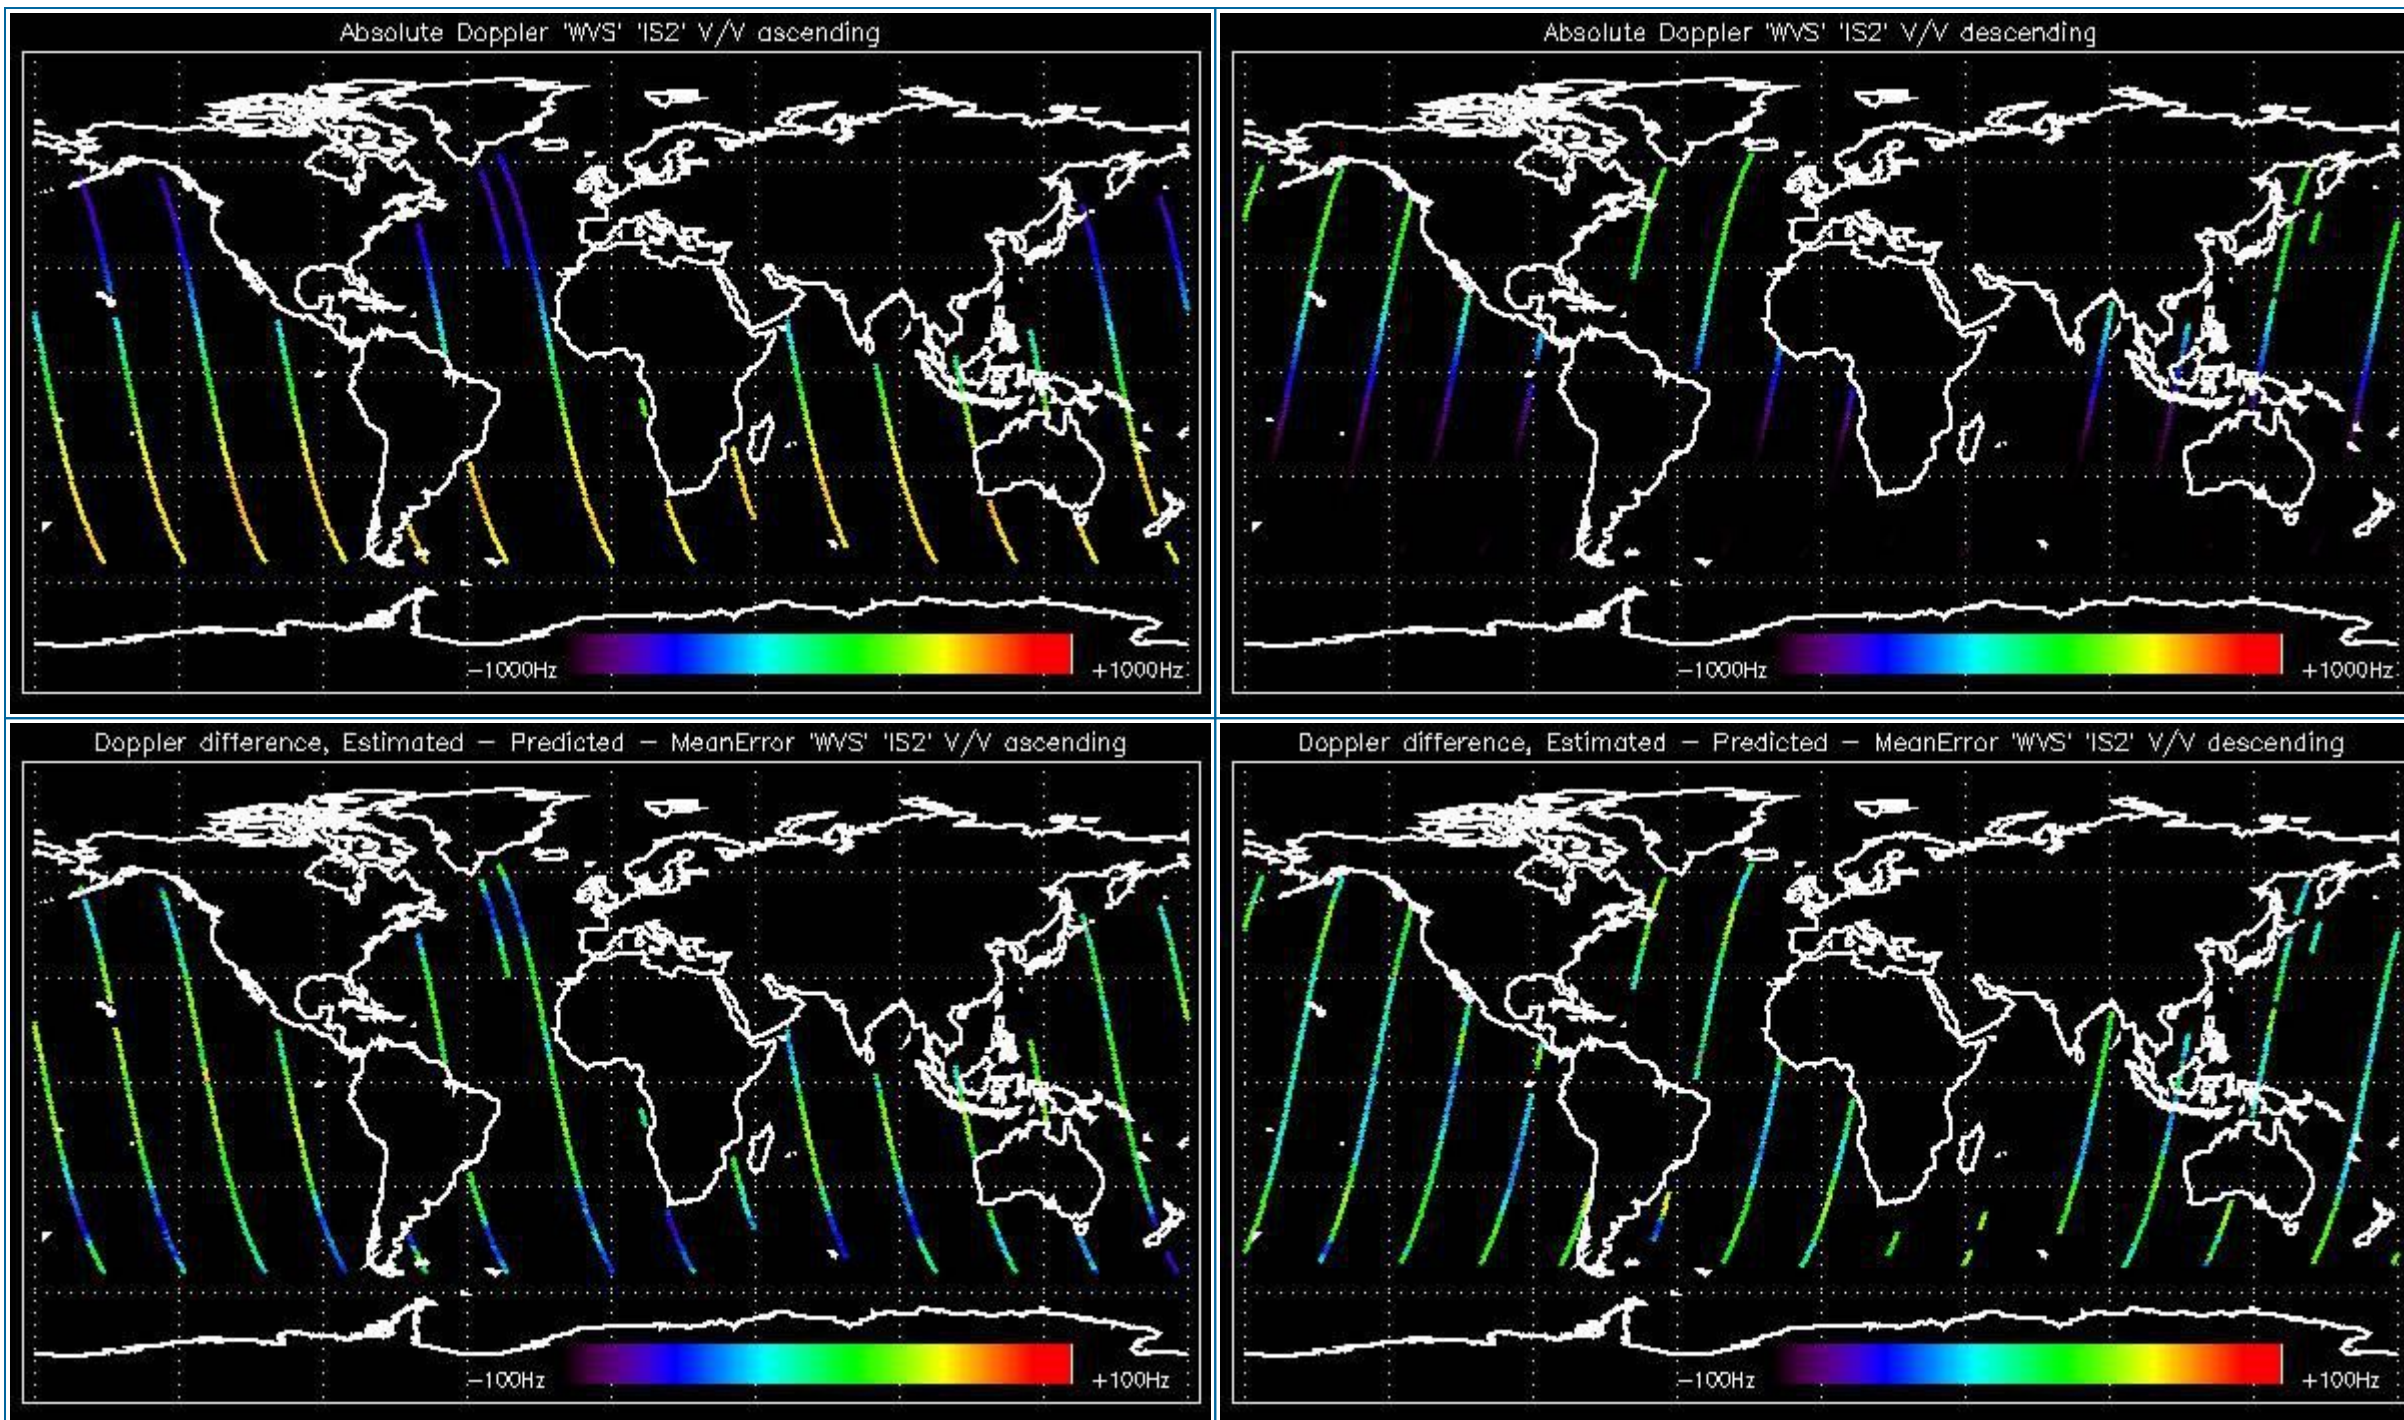 Absolute Doppler 'WVS' 'IS2' V/V ascending
-1000Hz
+1000Hz
Absolute Doppler 'WVS' 'IS2' V/V descending
-1000Hz
+1000Hz
Doppler difference, Estimated - Predicted - MeanError 'WVS' 'IS2' V/V ascending
-100Hz
+100Hz
Doppler difference, Estimated - Predicted - MeanError 'WVS' 'IS2' V/V descending
-100Hz
+100Hz